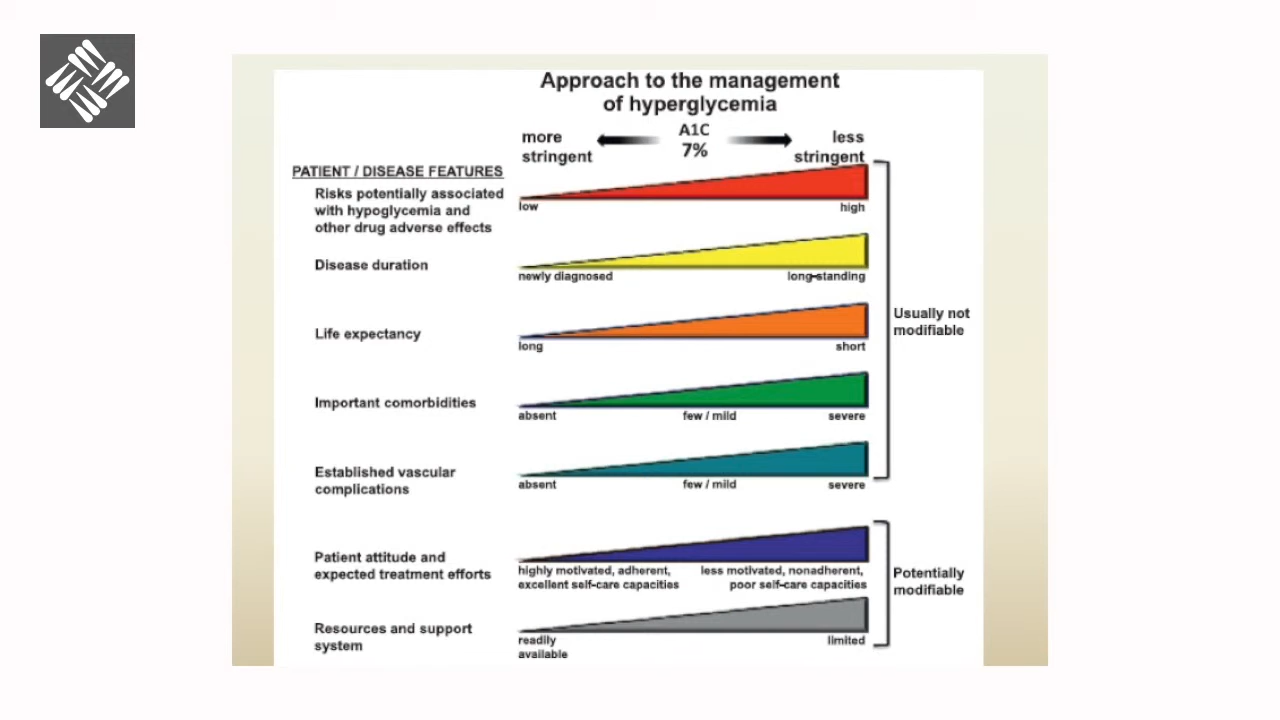 Approach to the management
of hyperglycemia
more
stringent
A1C
7%
less
stringent
PATIENT / DISEASE FEATURES
Risks potentially associated
with hypoglycemia and
other drug adverse effects
low
high
Disease duration
newly diagnosed
long-standing
Life expectancy
long
short
Usually not
modifiable
Important comorbidities
absent
few / mild
severe
Established vascular
complications
absent
few / mild
severe
Patient attitude and
expected treatment efforts
highly motivated, adherent,
excellent self-care capacities
less motivated, nonadherent,
poor self-care capacities
Potentially
modifiable
Resources and support
system
readily
available
limited